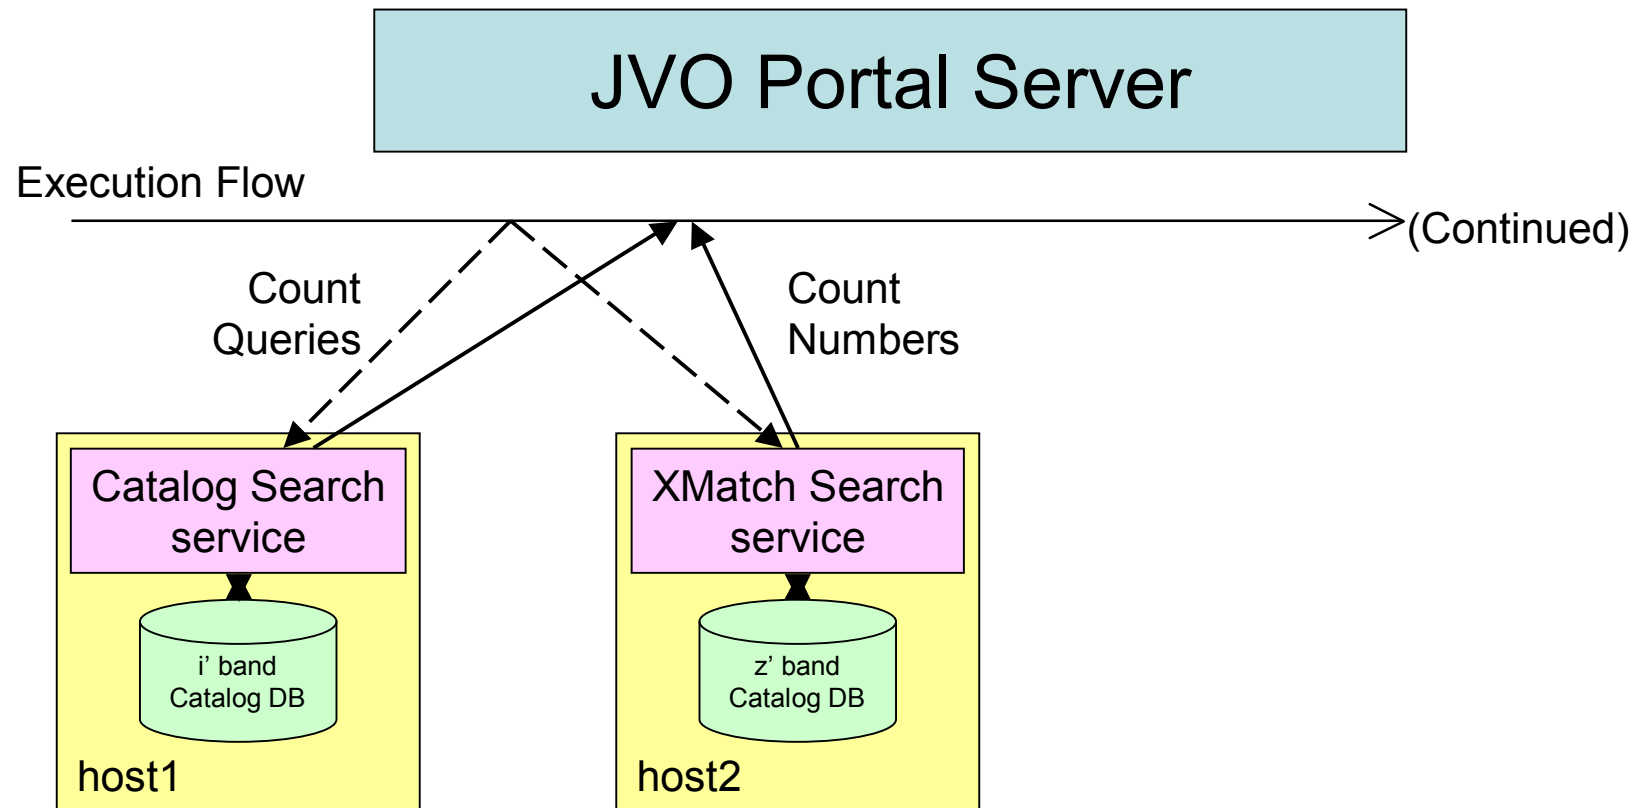 JVO Portal Server
Execution Flow
(Continued)
Count
Queries
Count
Numbers
Catalog Search
service
XMatch Search
service
i’ band
Catalog DB
z’ band
Catalog DB
host1
host2